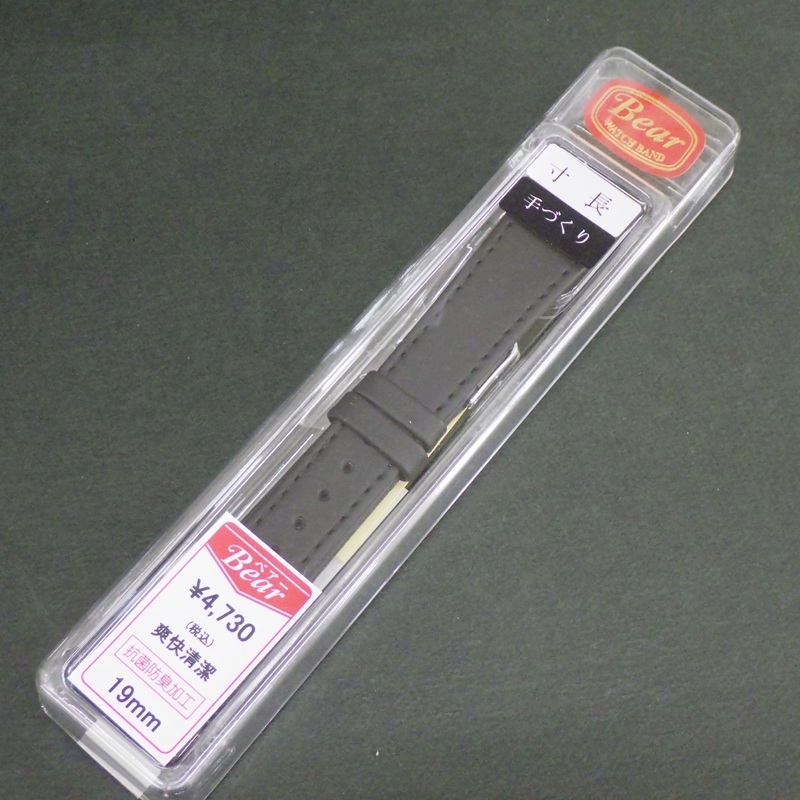 Bear
WATCH BAND
寸 長
手づくり
ベアー
Bear
¥4,730
(税込)
爽快清潔
抗菌防臭加工
19mm